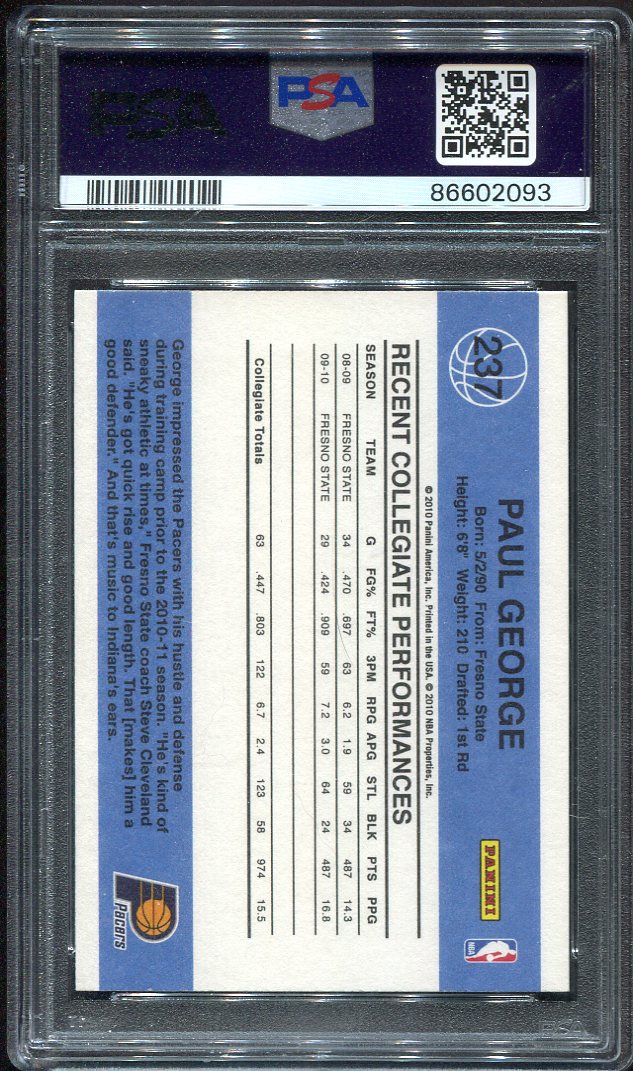 PSA
PSA
86602093
237
PAUL GEORGE
Born: 5/2/90 From: Fresno State
Height: 6'8" Weight: 210 Drafted: 1st Rd
PANINI
NBA
© 2010 Panini America, Inc. Printed in the USA. © 2010 NBA Properties, Inc.
RECENT COLLEGIATE PERFORMANCES
SEASON TEAM G FG% FT% 3PM RPG APG STL BLK PTS PPG
08-09 FRESNO STATE 34 .470 .697 63 6.2 1.9 59 34 487 14.3
09-10 FRESNO STATE 29 .424 .909 59 7.2 3.0 64 24 487 16.8
Collegiate Totals 63 .447 .803 122 6.7 2.4 123 58 974 15.5
George impressed the Pacers with his hustle and defense
during training camp prior to the 2010-11 season. "He's kind of
sneaky athletic at times," Fresno State coach Steve Cleveland
said. "He's got quick rise and good length. That [makes] him a
good defender." And that's music to Indiana's ears.
Pacers
PSA